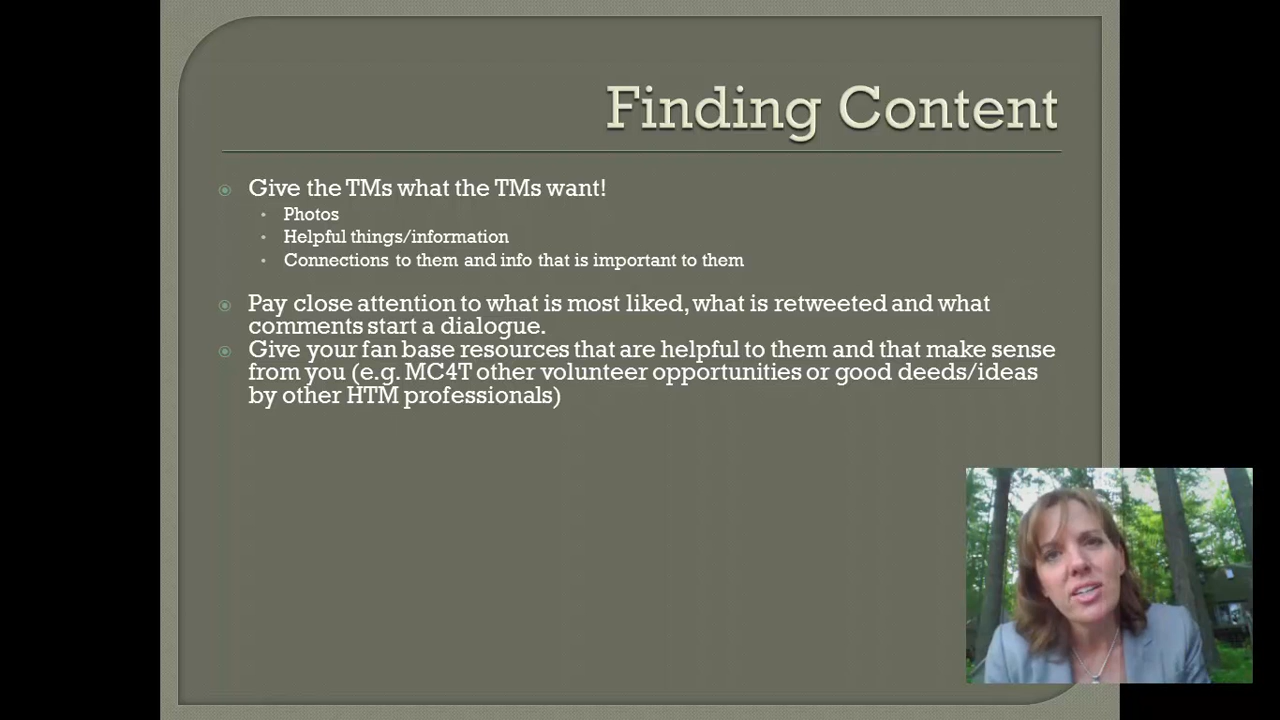 Finding Content
Give the TMs what the TMs want!
Photos
Helpful things/information
Connections to them and info that is important to them
Pay close attention to what is most liked, what is retweeted and what
comments start a dialogue.
Give your fan base resources that are helpful to them and that make sense
from you (e.g. MC4T other volunteer opportunities or good deeds/ideas
by other HTM professionals)